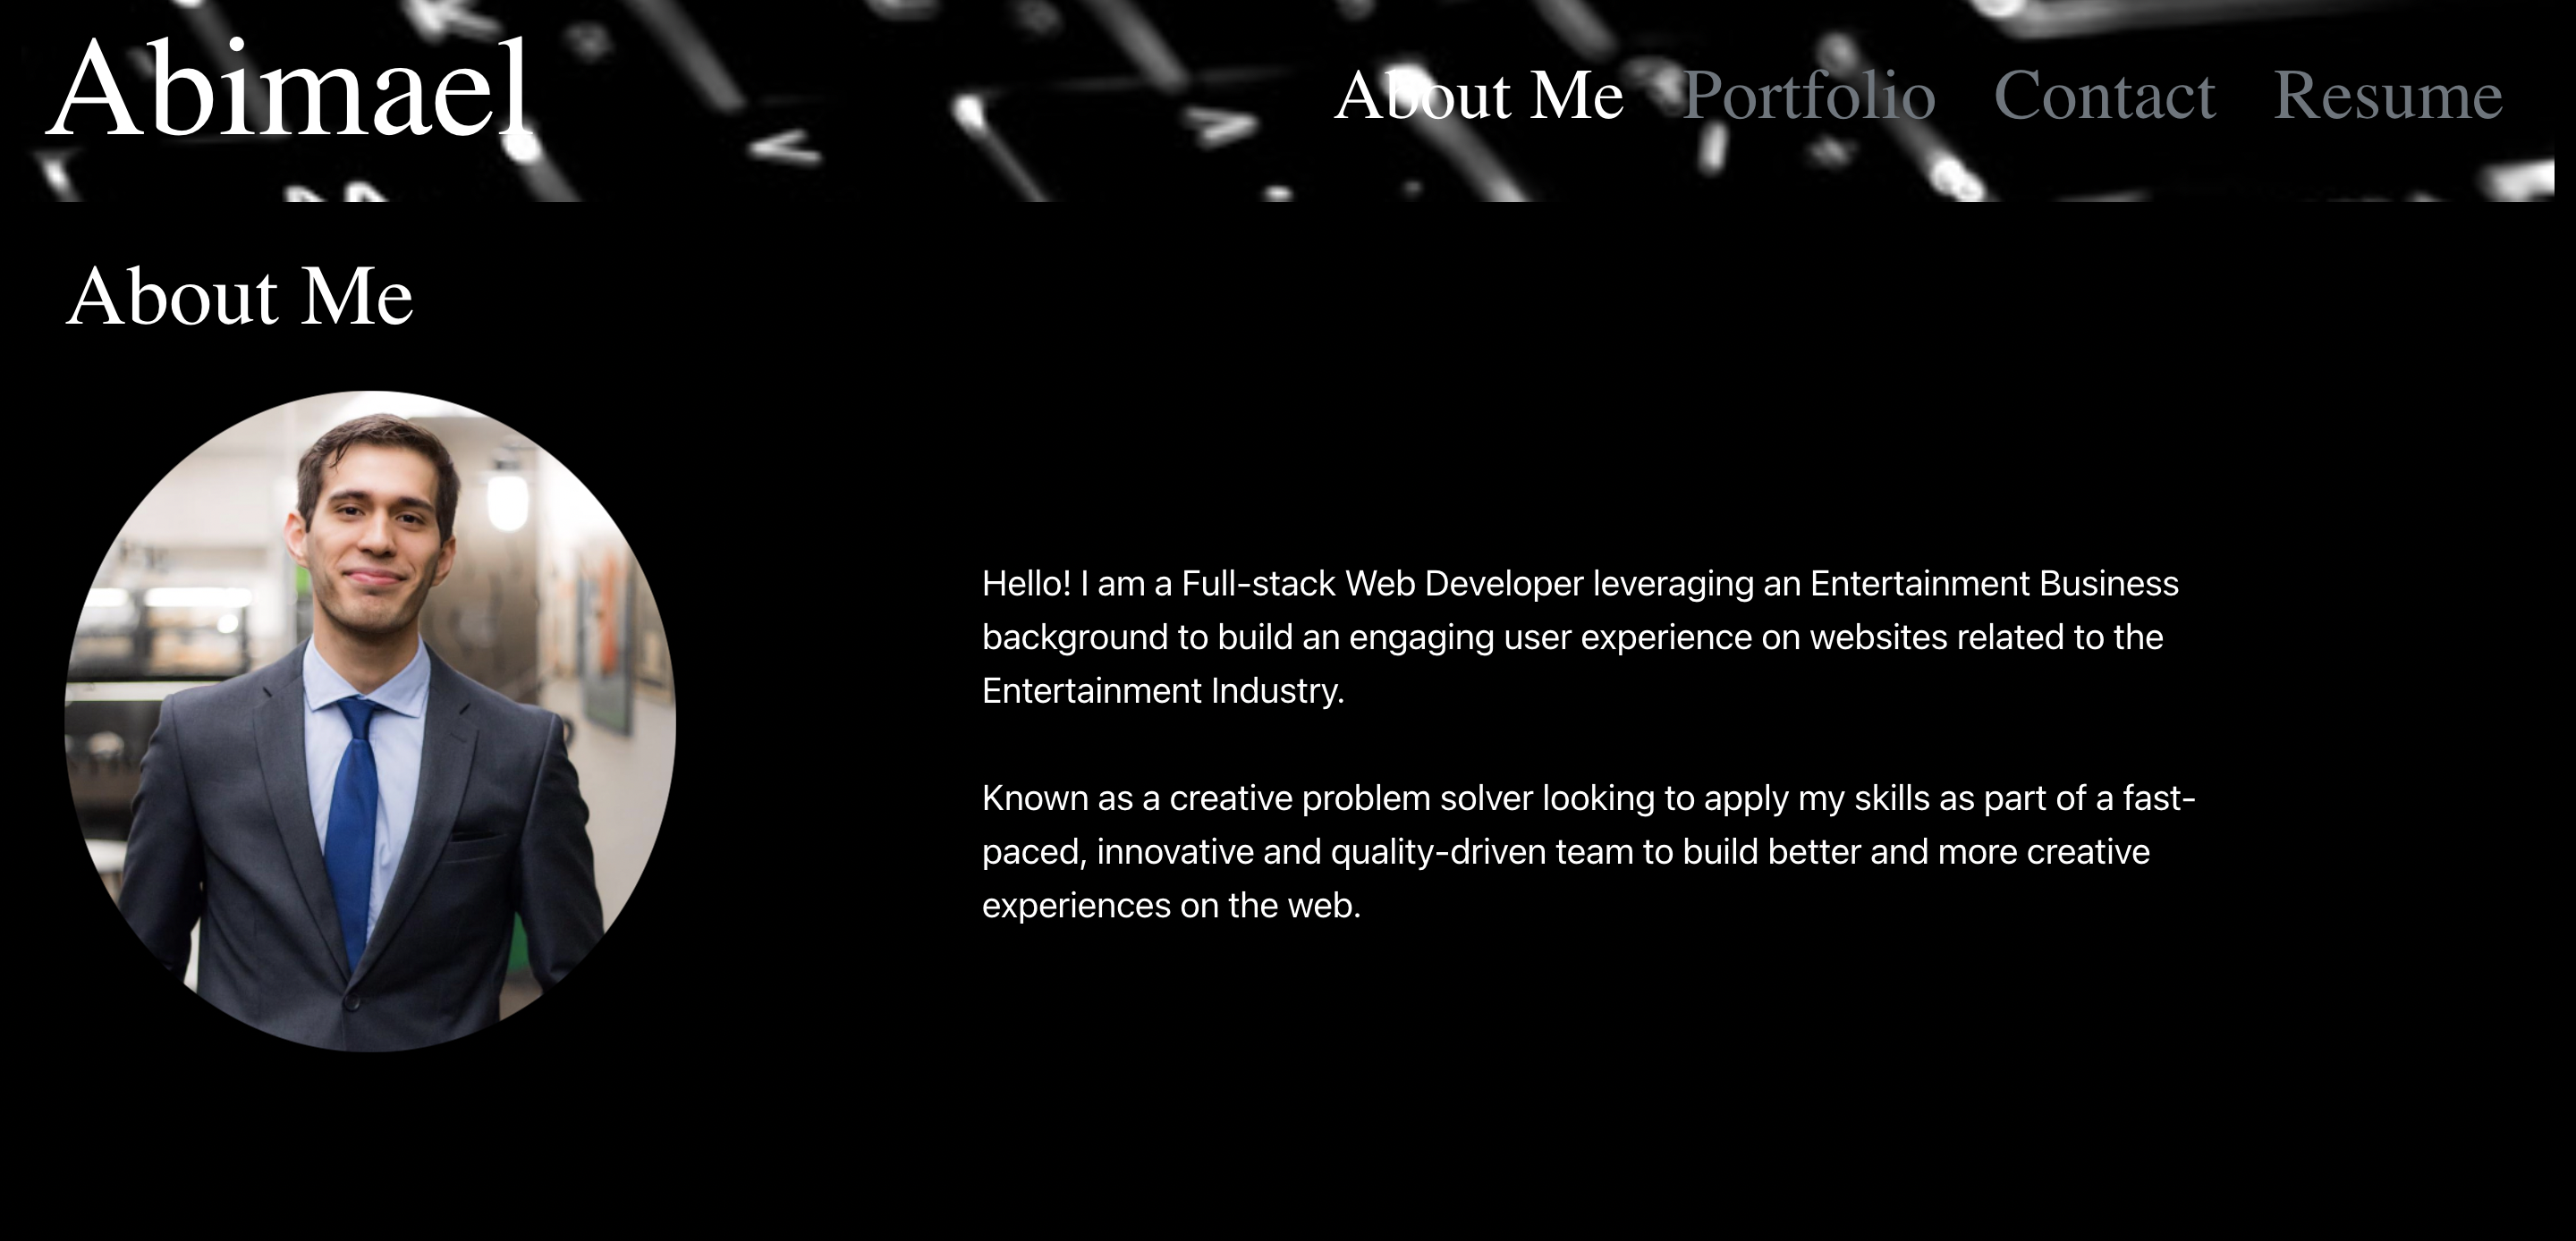 Abimael
About Me Portfolio Contact Resume
About Me
Hello! I am a Full-stack Web Developer leveraging an Entertainment Business
background to build an engaging user experience on websites related to the
Entertainment Industry.
Known as a creative problem solver looking to apply my skills as part of a fast-
paced, innovative and quality-driven team to build better and more creative
experiences on the web.